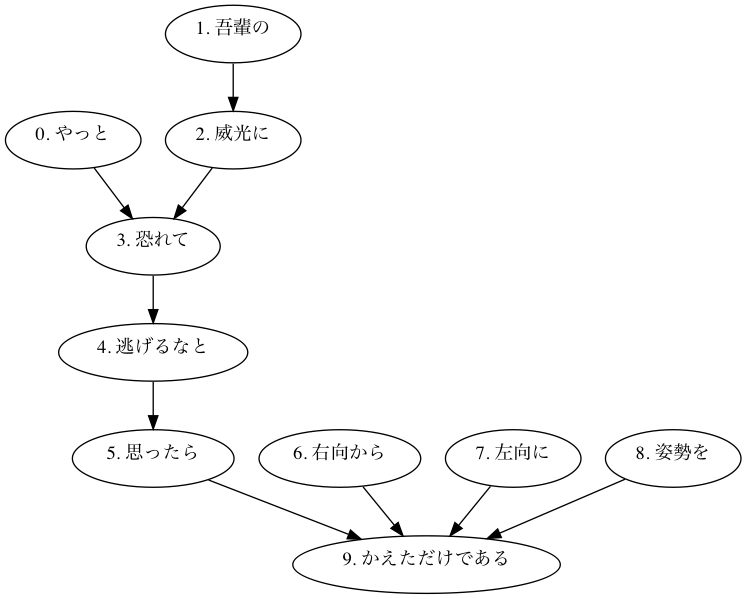 1. 吾輩の
0. やっと
2. 威光に
3. 恐れて
4. 逃げるなと
5. 思ったら
6. 右向から
7. 左向に
8. 姿勢を
9. かえただけである